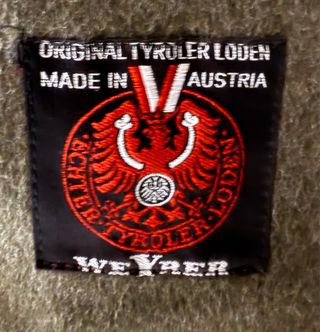 ORIGINAL TYROLER LODEN
MADE IN AUSTRIA
· ECHTER · TYROLER · LODEN ·
WEYRER